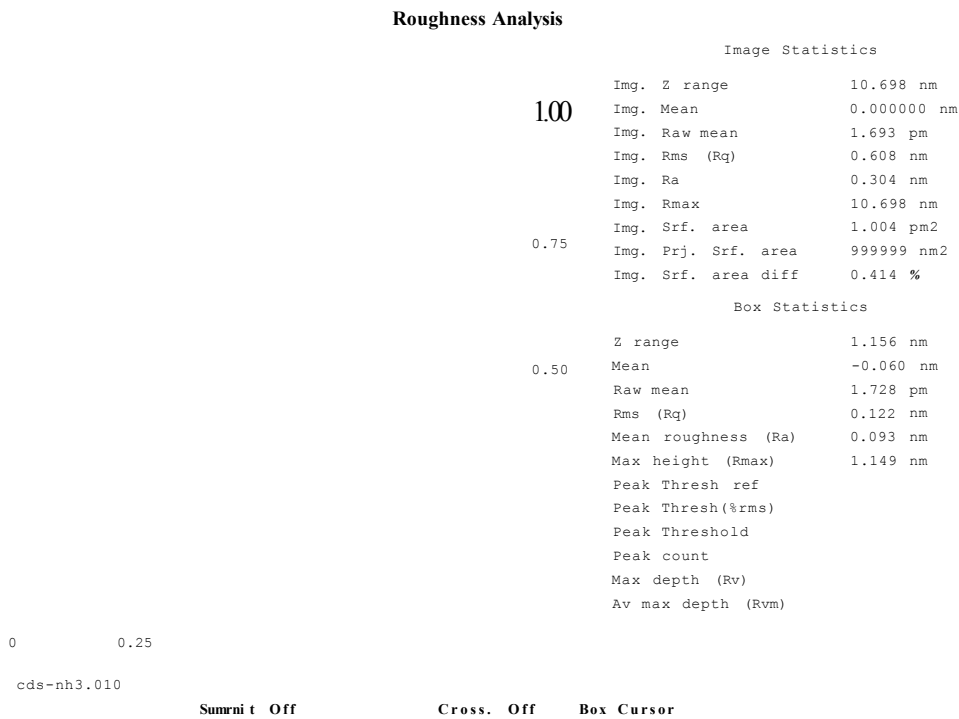 Roughness Analysis
Image Statistics
Img. Z range 10.698 nm
1.00
Img. Mean 0.000000 nm
Img. Raw mean 1.693 pm
Img. Rms (Rq) 0.608 nm
Img. Ra 0.304 nm
Img. Rmax 10.698 nm
Img. Srf. area 1.004 pm2
0.75
Img. Prj. Srf. area 999999 nm2
Img. Srf. area diff 0.414 %
Box Statistics
Z range 1.156 nm
0.50
Mean -0.060 nm
Raw mean 1.728 pm
Rms (Rq) 0.122 nm
Mean roughness (Ra) 0.093 nm
Max height (Rmax) 1.149 nm
Peak Thresh ref
Peak Thresh(%rms)
Peak Threshold
Peak count
Max depth (Rv)
Av max depth (Rvm)
0 0.25
cds-nh3.010
Sumrni t Off Cross. Off Box Cursor